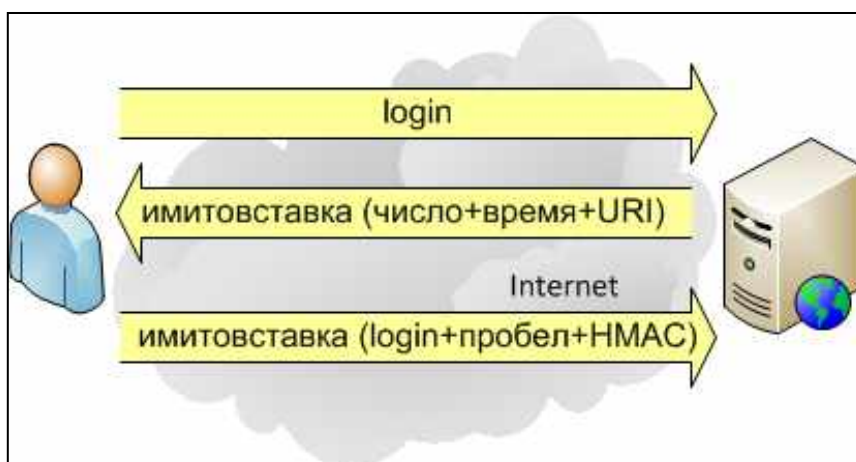 login
имитовставка (число+время+URI)
Internet
имитовставка (login+пробел+HMAC)